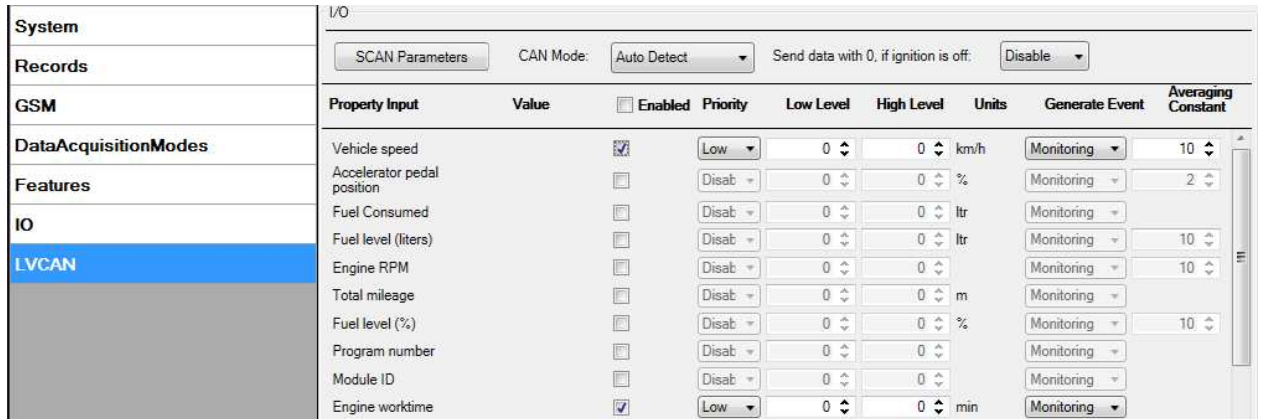 System
Records
GSM
DataAcquisitionModes
Features
IO
LVCAN
I/O
SCAN Parameters CAN Mode: Auto Detect Send data with 0, if ignition is off: Disable
Property Input Value Enabled Priority Low Level High Level Units Generate Event Averaging Constant
Vehicle speed Low 0 0 km/h Monitoring 10
Accelerator pedal position Disab 0 0 % Monitoring 2
Fuel Consumed Disab 0 0 ltr Monitoring
Fuel level (liters) Disab 0 0 ltr Monitoring 10
Engine RPM Disab 0 0 Monitoring 10
Total mileage Disab 0 0 m Monitoring
Fuel level (%) Disab 0 0 % Monitoring 10
Program number Disab 0 0 Monitoring
Module ID Disab 0 0 Monitoring
Engine worktime Low 0 0 min Monitoring